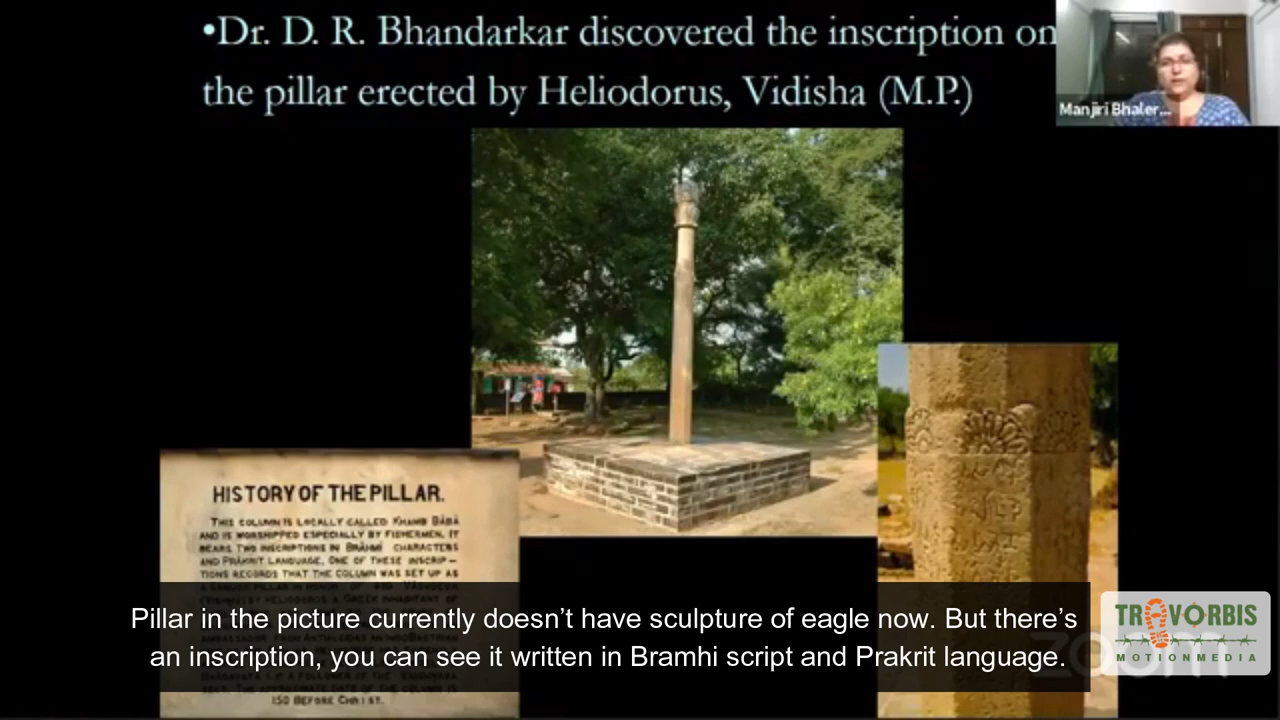 •Dr. D. R. Bhandarkar discovered the inscription on
the pillar erected by Heliodorus, Vidisha (M.P.)
Manjiri Bhaler...
HISTORY OF THE PILLAR.
THIS COLUMN IS LOCALLY CALLED KHAMB BĀBĀ
AND IS WORSHIPPED ESPECIALLY BY FISHERMEN. IT
BEARS TWO INSCRIPTIONS IN BRĀHMĪ CHARACTERS
AND PRĀKRIT LANGUAGE, ONE OF THESE INSCRIP–
TIONS RECORDS THAT THE COLUMN WAS SET UP AS
150 BEFORE CHRIST.
Pillar in the picture currently doesn’t have sculpture of eagle now. But there’s
an inscription, you can see it written in Bramhi script and Prakrit language.
zoom
TRAVORBIS
MOTIONMEDIA